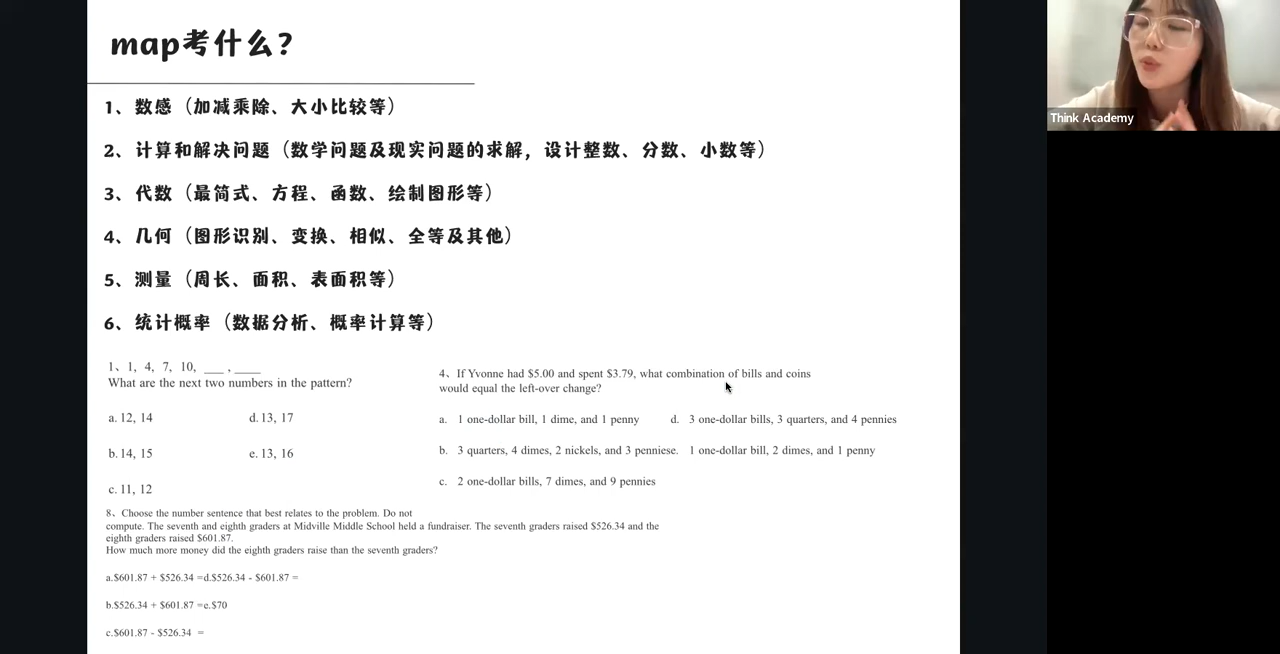 map考什么？
1、数感（加减乘除、大小比较等）
2、计算和解决问题（数学问题及现实问题的求解，设计整数、分数、小数等）
3、代数（最简式、方程、函数、绘制图形等）
4、几何（图形识别、变换、相似、全等及其他）
5、测量（周长、面积、表面积等）
6、统计概率（数据分析、概率计算等）
1、1, 4, 7, 10, ___ , ____
What are the next two numbers in the pattern?
a. 12, 14 d. 13, 17
b. 14, 15 e. 13, 16
c. 11, 12
4、If Yvonne had $5.00 and spent $3.79, what combination of bills and coins
would equal the left-over change?
a. 1 one-dollar bill, 1 dime, and 1 penny d. 3 one-dollar bills, 3 quarters, and 4 pennies
b. 3 quarters, 4 dimes, 2 nickels, and 3 penniese. 1 one-dollar bill, 2 dimes, and 1 penny
c. 2 one-dollar bills, 7 dimes, and 9 pennies
8、Choose the number sentence that best relates to the problem. Do not
compute. The seventh and eighth graders at Midville Middle School held a fundraiser. The seventh graders raised $526.34 and the
eighth graders raised $601.87.
How much more money did the eighth graders raise than the seventh graders?
a.$601.87 + $526.34 =d.$526.34 - $601.87 =
b.$526.34 + $601.87 =e.$70
c.$601.87 - $526.34 =
Think Academy